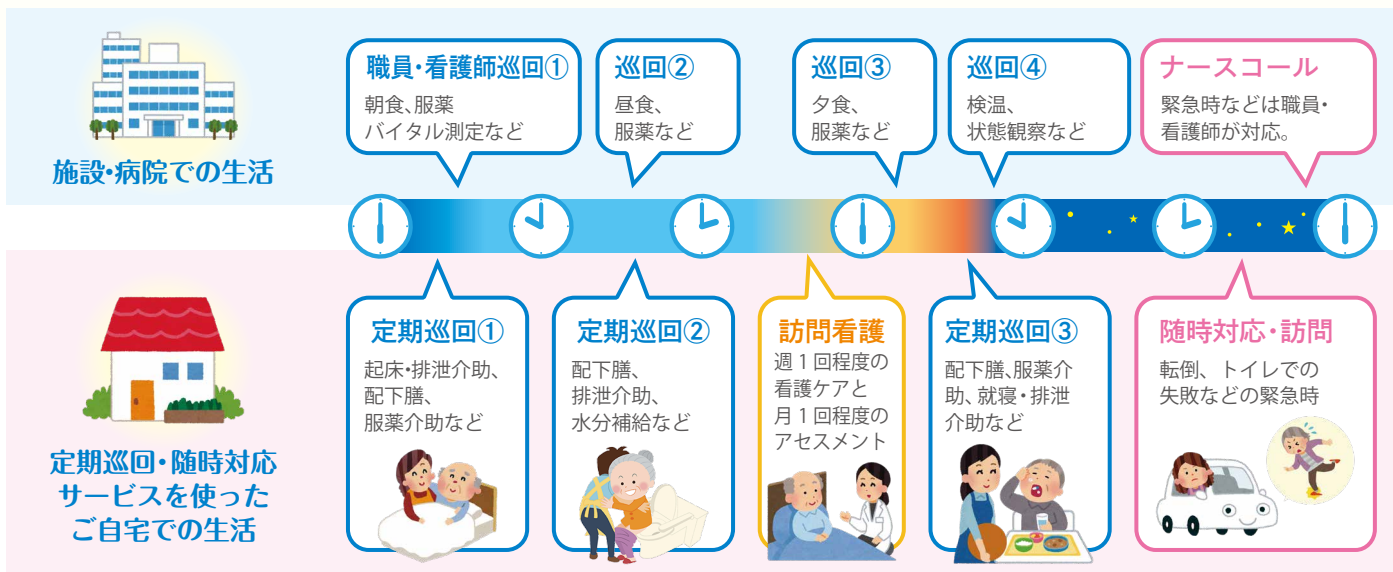 施設・病院での生活
職員・看護師巡回①
朝食、服薬
バイタル測定など
巡回②
昼食、
服薬など
巡回③
夕食、
服薬など
巡回④
検温、
状態観察など
ナースコール
緊急時などは職員・
看護師が対応。
定期巡回・随時対応
サービスを使った
ご自宅での生活
定期巡回①
起床・排泄介助、
配下膳、
服薬介助など
定期巡回②
配下膳、
排泄介助、
水分補給など
訪問看護
週1回程度の
看護ケアと
月1回程度の
アセスメント
定期巡回③
配下膳、服薬介
助、就寝・排泄
介助など
随時対応・訪問
転倒、トイレでの
失敗などの緊急時